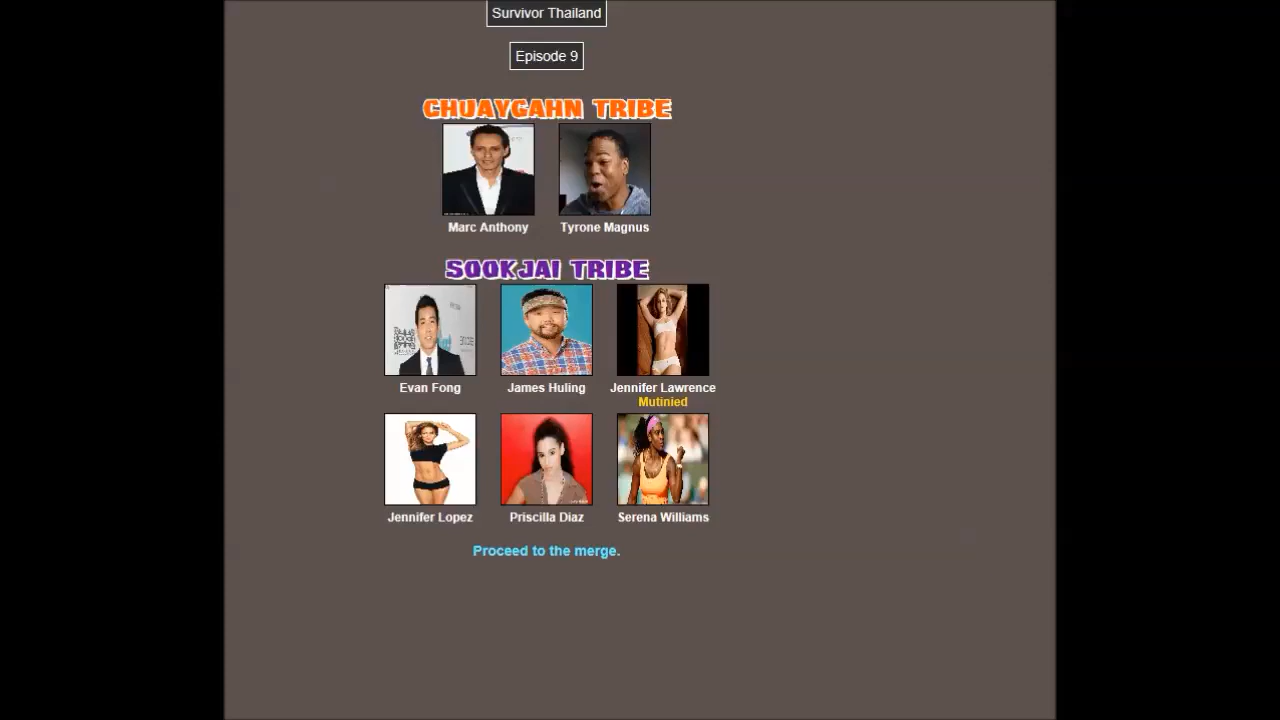 Survivor Thailand
Episode 9
CHUAYGAHN TRIBE
Marc Anthony Tyrone Magnus
SOOKJAI TRIBE
Evan Fong James Huling Jennifer Lawrence
Mutinied
Jennifer Lopez Priscilla Diaz Serena Williams
Proceed to the merge.